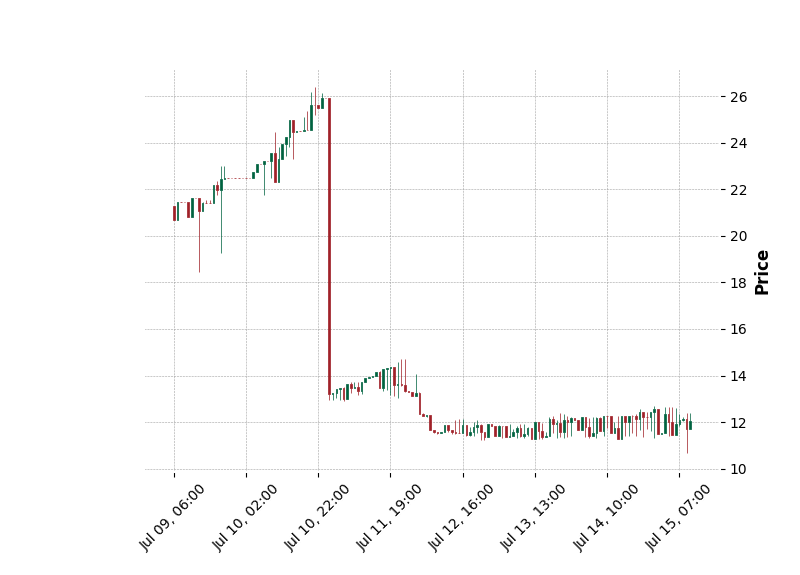 26
24
22
20
18
16
14
12
10
Price
Jul 09, 06:00
Jul 10, 02:00
Jul 10, 22:00
Jul 11, 19:00
Jul 12, 16:00
Jul 13, 13:00
Jul 14, 10:00
Jul 15, 07:00